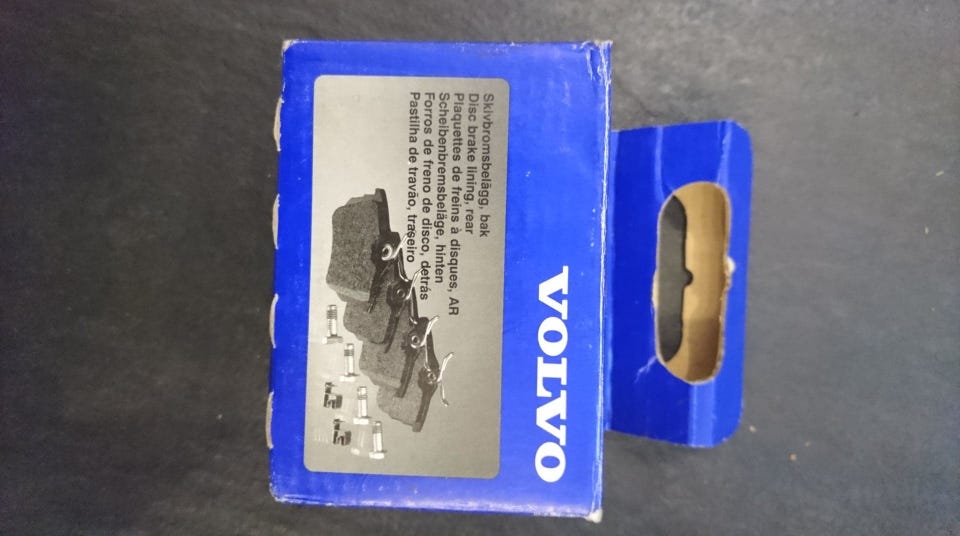 VOLVO
Skivbromsbelägg, bak
Disc brake lining, rear
Plaquettes de freins à disques, AR
Scheibenbremsbeläge, hinten
Forros de freno de disco, detrás
Pastilha de travão, traseiro